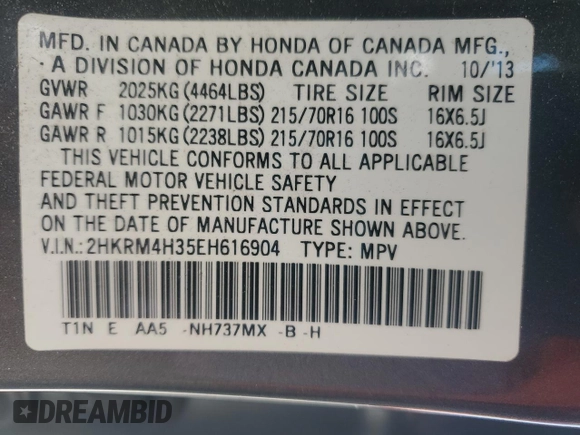 MFD. IN CANADA BY HONDA OF CANADA MFG.,
A DIVISION OF HONDA CANADA INC. 10/'13
GVWR 2025KG(4464LBS) TIRE SIZE RIM SIZE
GAWR F 1030KG(2271LBS) 215/70R16 100S 16X6.5J
GAWR R 1015KG(2238LBS) 215/70R16 100S 16X6.5J
THIS VEHICLE CONFORMS TO ALL APPLICABLE
FEDERAL MOTOR VEHICLE SAFETY
AND THEFT PREVENTION STANDARDS IN EFFECT
ON THE DATE OF MANUFACTURE SHOWN ABOVE.
V.I.N.:2HKRM4H35EH616904 TYPE: MPV
T1N E AA5 -NH737MX -B -H
DREAMBID